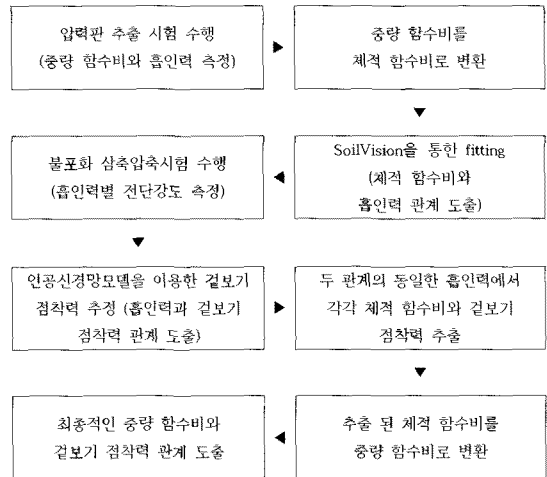 압력판 추출 시험 수행
(중량 함수비와 흡인력 측정)
중량 함수비를
체적 함수비로 변환
SoilVision을 통한 fitting
(체적 함수비와
흡인력 관계 도출)
불포화 삼축압축시험 수행
(흡인력별 전단강도 측정)
인공신경망모델을 이용한 겉보기
점착력 추정 (흡인력과 겉보기
점착력 관계 도출)
두 관계의 동일한 흡인력에서
각각 체적 함수비와 겉보기
점착력 추출
추출 된 체적 함수비를
중량 함수비로 변환
최종적인 중량 함수비와
겉보기 점착력 관계 도출